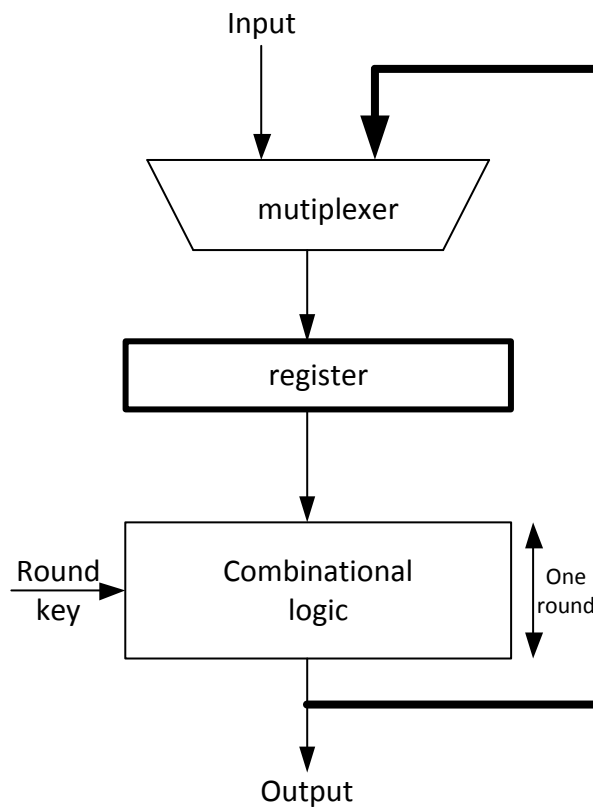 Input
mutiplexer
register
Combinational
logic
Round
key
One
round
Output